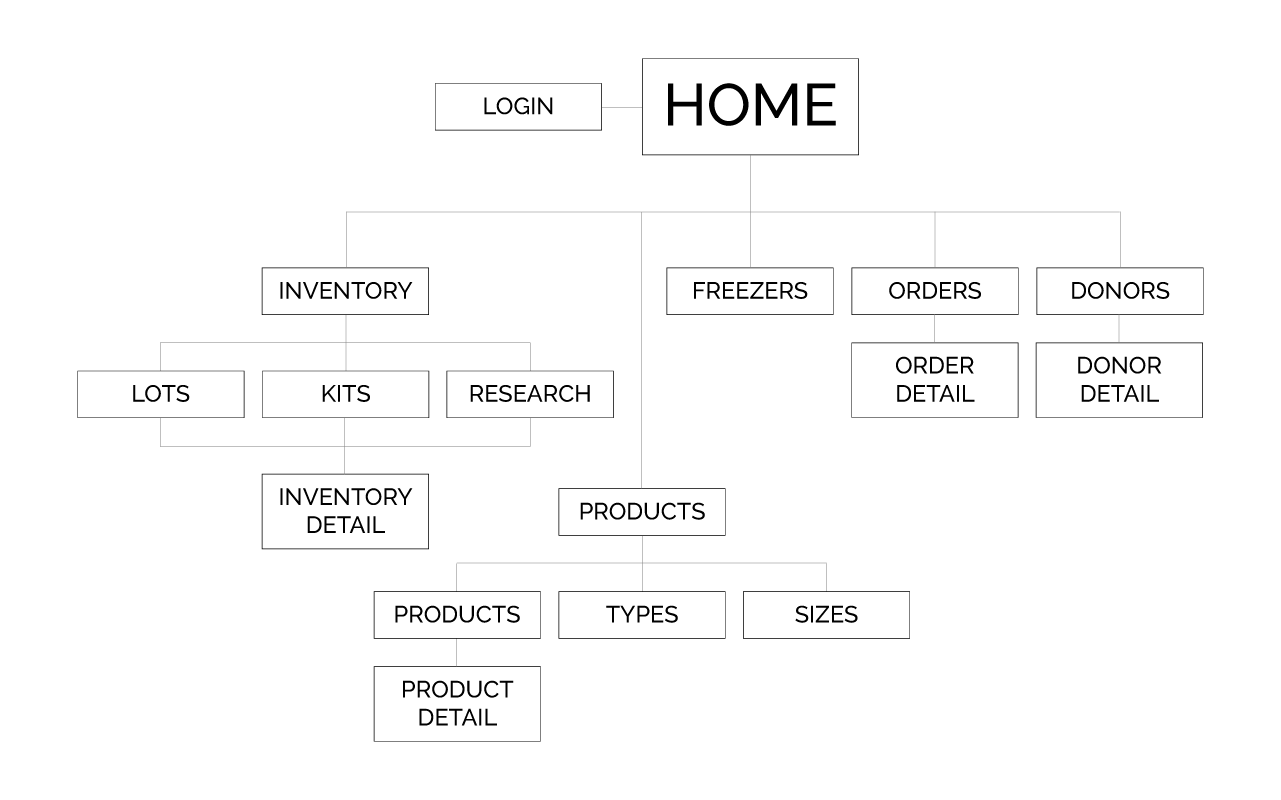 LOGIN
HOME
INVENTORY
FREEZERS
ORDERS
DONORS
LOTS
KITS
RESEARCH
ORDER
DETAIL
DONOR
DETAIL
INVENTORY
DETAIL
PRODUCTS
PRODUCTS
TYPES
SIZES
PRODUCT
DETAIL